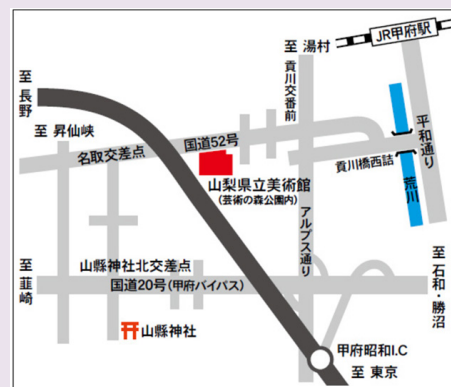 JR甲府駅
至 湯村
貢川交番前
至 長野
至 昇仙峡
国道52号
名取交差点
平和通り
貢川橋西詰
荒川
山梨県立美術館
(芸術の森公園内)
アルプス通り
山縣神社北交差点
国道20号(甲府バイパス)
至 韮崎
至 石和・勝沼
山縣神社
甲府昭和I.C
至 東京